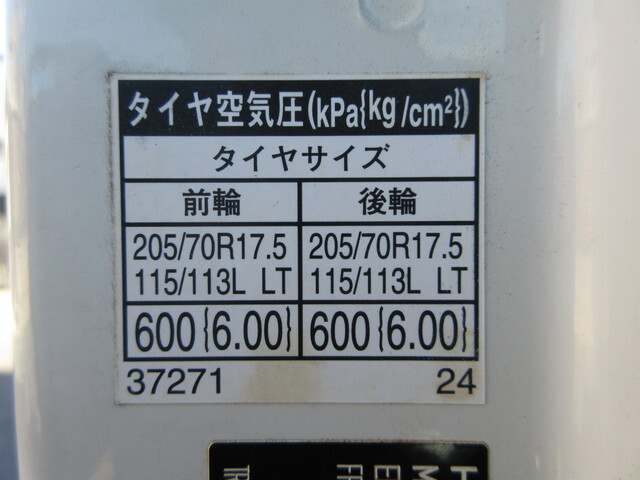 タイヤ空気圧(kPa{kg/cm²})
タイヤサイズ
前輪 後輪
205/70R17.5 205/70R17.5
115/113L LT 115/113L LT
600{6.00} 600{6.00}
37271 24